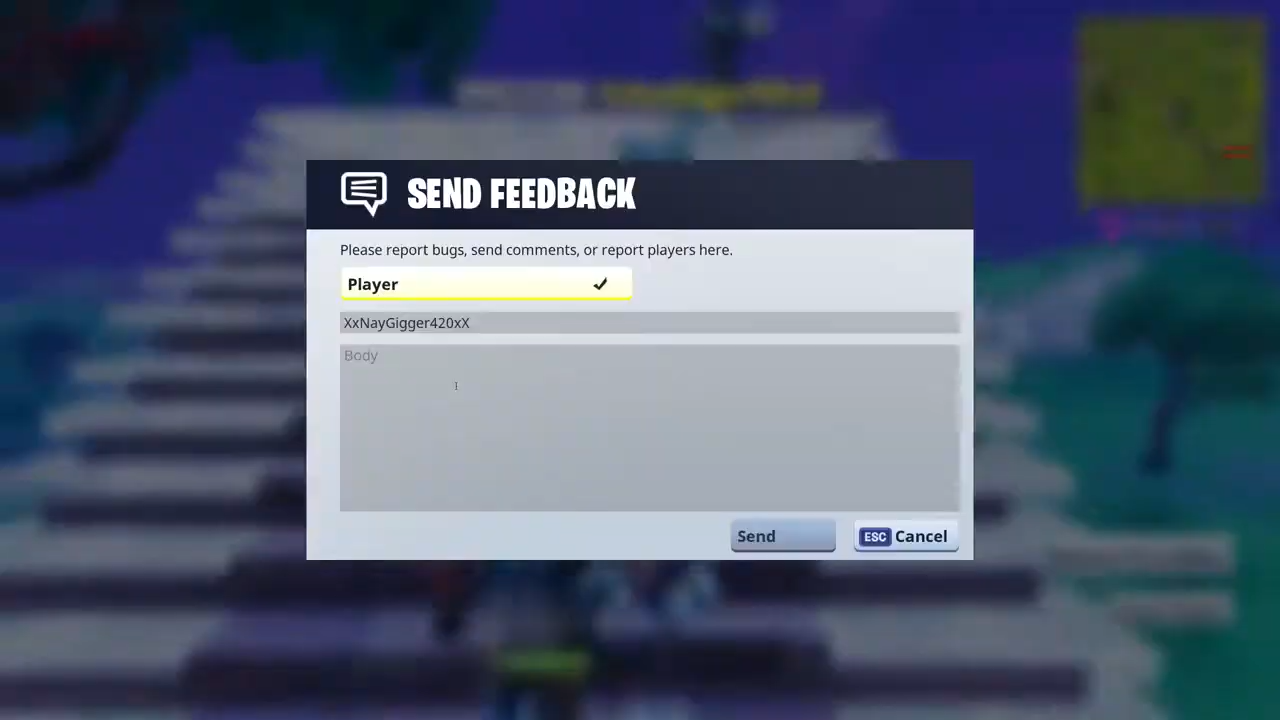 SEND FEEDBACK
Please report bugs, send comments, or report players here.
Player
XxNayGigger420xX
Body
Send
ESC Cancel